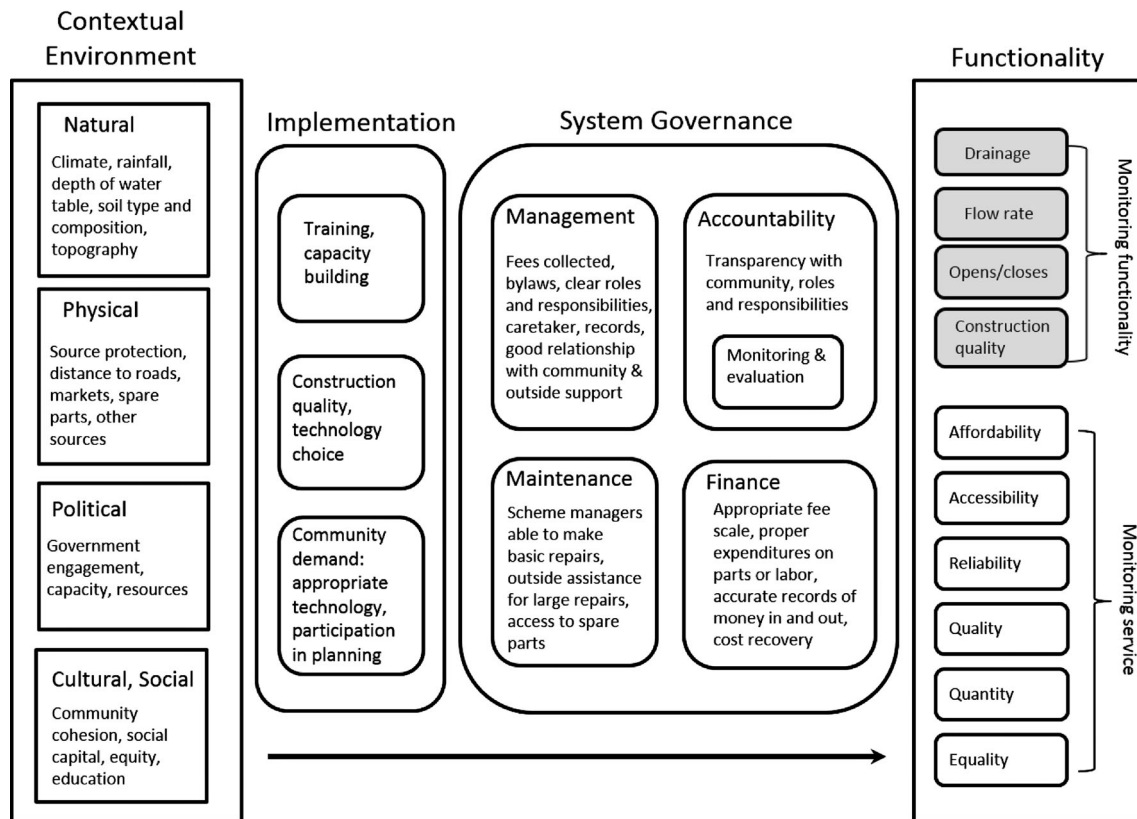 Contextual
Environment
Natural
Climate, rainfall,
depth of water
table, soil type and
composition,
topography
Physical
Source protection,
distance to roads,
markets, spare
parts, other
sources
Political
Government
engagement,
capacity, resources
Cultural, Social
Community
cohesion, social
capital, equity,
education
Implementation
Training,
capacity
building
Construction
quality,
technology
choice
Community
demand:
appropriate
technology,
participation
in planning
System Governance
Management
Fees collected,
bylaws, clear roles
and responsibilities,
caretaker, records,
good relationship
with community &
outside support
Accountability
Transparency with
community, roles
and responsibilities
Monitoring &
evaluation
Maintenance
Scheme managers
able to make
basic repairs,
outside assistance
for large repairs,
access to spare
parts
Finance
Appropriate fee
scale, proper
expenditures on
parts or labor,
accurate records of
money in and out,
cost recovery
Functionality
Drainage
Flow rate
Opens/closes
Construction
quality
Monitoring functionality
Affordability
Accessibility
Reliability
Quality
Quantity
Equality
Monitoring service